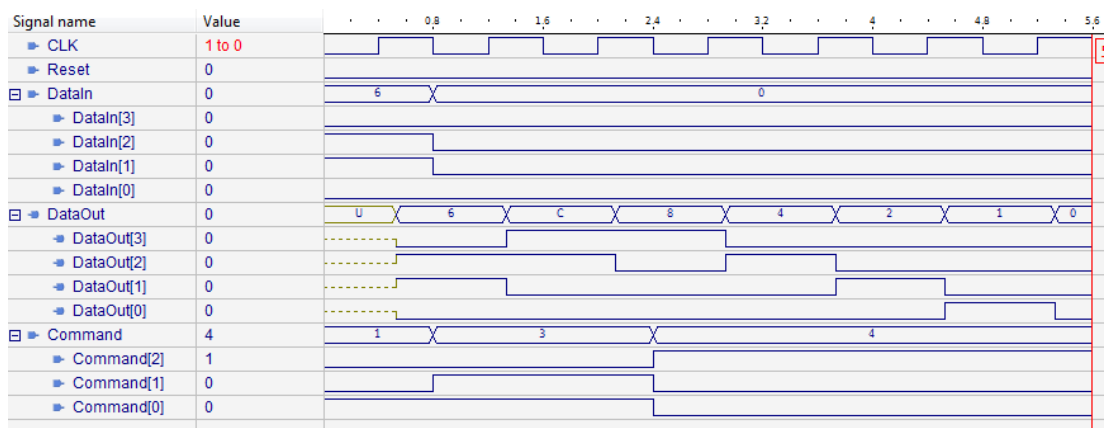 Signal name Value 0.8 1.6 2.4 3.2 4 4.8 5.6
CLK 1 to 0
Reset 0
DataIn 0 6 0
DataIn[3] 0
DataIn[2] 0
DataIn[1] 0
DataIn[0] 0
DataOut 0 U 6 C 8 4 2 1 0
DataOut[3] 0
DataOut[2] 0
DataOut[1] 0
DataOut[0] 0
Command 4 1 3 4
Command[2] 1
Command[1] 0
Command[0] 0